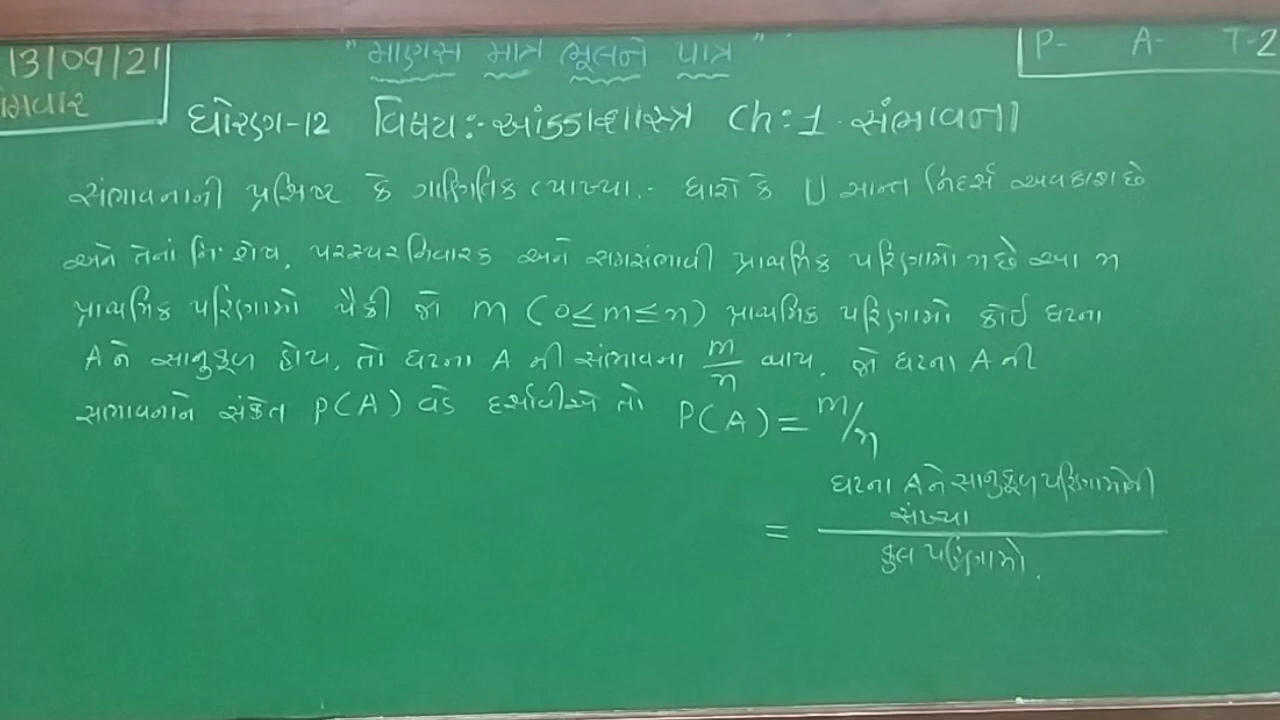 13/09/21
"માણસ માત્ર ભૂલને પાત્ર"
P- A- T-2
ધોરણ-12 વિષય:- આંકડાશાસ્ત્ર Ch:1. સંભાવના
સંભાવનાની પ્રશિષ્ટ કે ગાણિતિક વ્યાખ્યા:- ધારો કે U સાન્ત નિદર્શ અવકાશ છે
અને તેનાં નિઃશેષ, પરસ્પર નિવારક અને સમસંભાવી પ્રાથમિક પરિણામો n છે આ n
પ્રાથમિક પરિણામો પૈકી જો m (0≤m≤n) પ્રાથમિક પરિણામો કોઈ ઘટના
A ને સાનુકૂળ હોય, તો ઘટના A ની સંભાવના m/n થાય. જો ઘટના A ની
સભાવનાને સંકેત P(A) વડે દર્સાવીએ તો P(A) = m/n
= ઘટના A ને સાનુકૂળ પરિણામોની
સંખ્યા
કુલ પરિણામો.